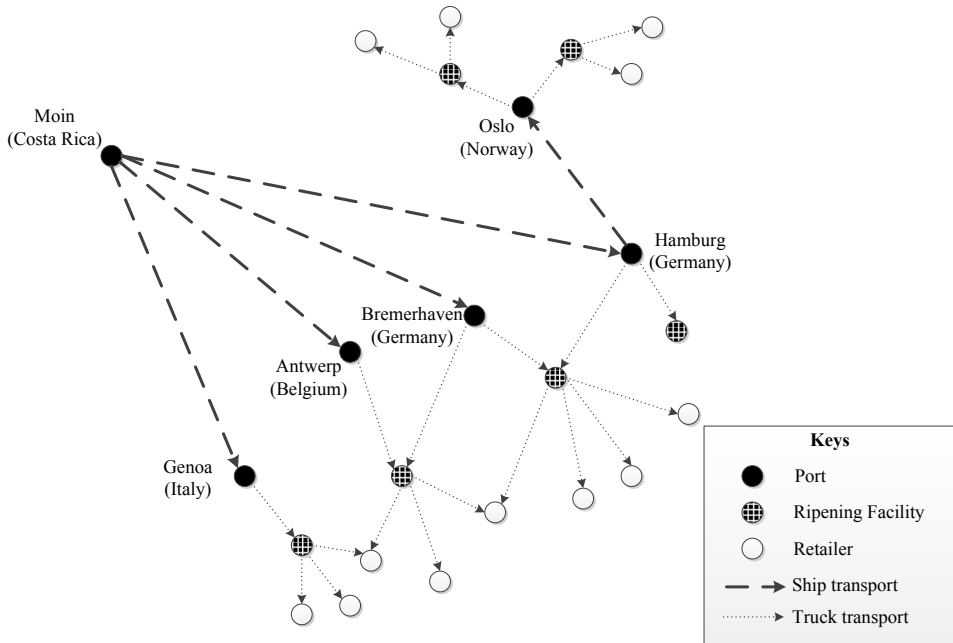 Moin
(Costa Rica)
Oslo
(Norway)
Hamburg
(Germany)
Bremerhaven
(Germany)
Antwerp
(Belgium)
Genoa
(Italy)
Keys
Port
Ripening Facility
Retailer
Ship transport
Truck transport